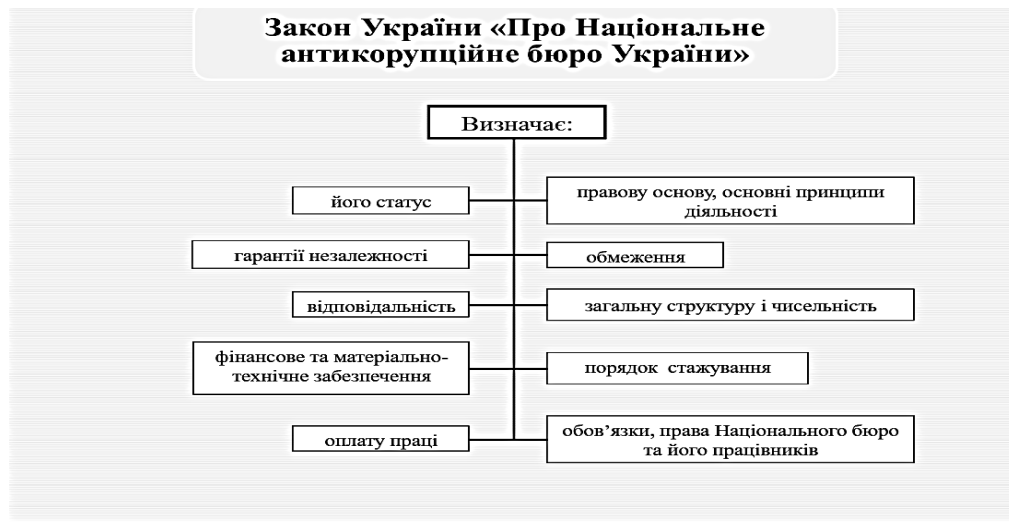 Закон України «Про Національне
антикорупційне бюро України»
Визначає:
його статус
правову основу, основні принципи
діяльності
гарантії незалежності
обмеження
відповідальність
загальну структуру і чисельність
фінансове та матеріально-
технічне забезпечення
порядок стажування
оплату праці
обов’язки, права Національного бюро
та його працівників